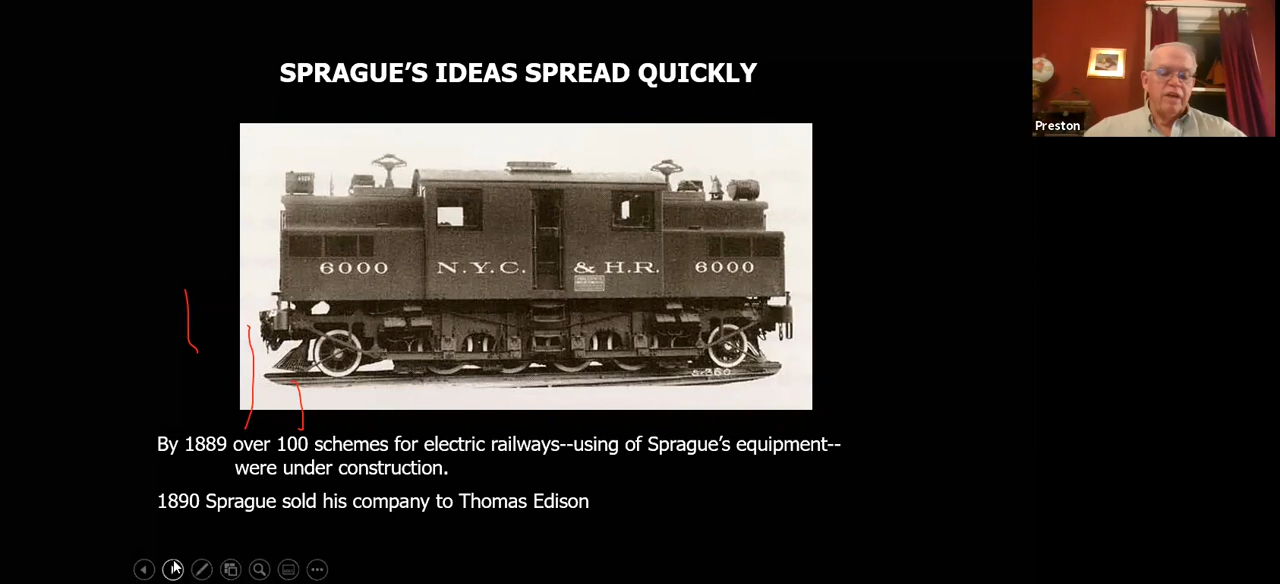 SPRAGUE'S IDEAS SPREAD QUICKLY
Preston
6000 N.Y.C. & H.R. 6000
S-360
By 1889 over 100 schemes for electric railways--using of Sprague's equipment--
were under construction.
1890 Sprague sold his company to Thomas Edison